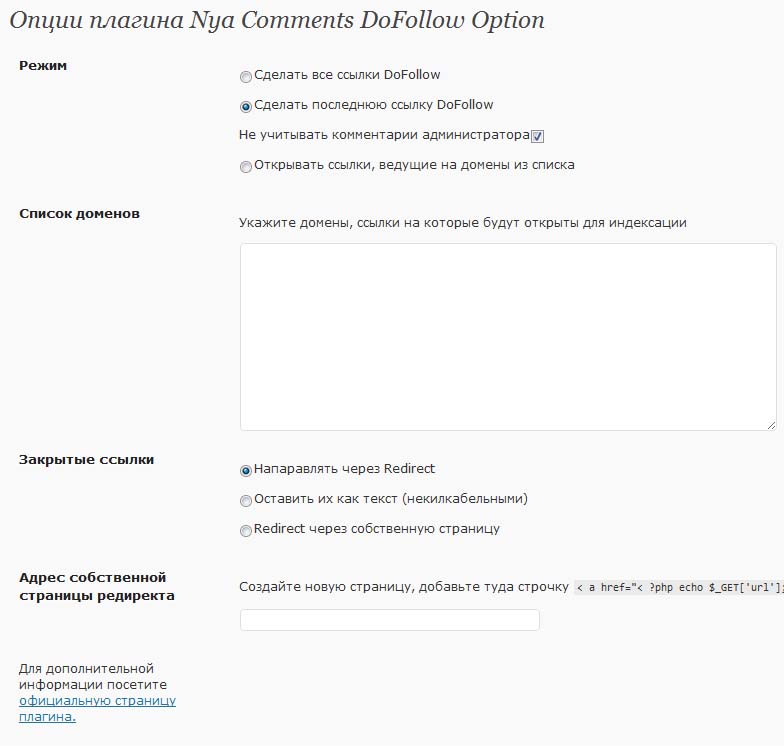 Опции плагина Nya Comments DoFollow Option
Режим
Сделать все ссылки DoFollow
Сделать последнюю ссылку DoFollow
Не учитывать комментарии администратора
Открывать ссылки, ведущие на домены из списка
Список доменов
Укажите домены, ссылки на которые будут открыты для индексации
Закрытые ссылки
Напаравлять через Redirect
Оставить их как текст (некилкабельными)
Redirect через собственную страницу
Адрес собственной
страницы редиректа
Создайте новую страницу, добавьте туда строчку < a href="< ?php echo $_GET['url'];
Для дополнительной
информации посетите
официальную страницу
плагина.